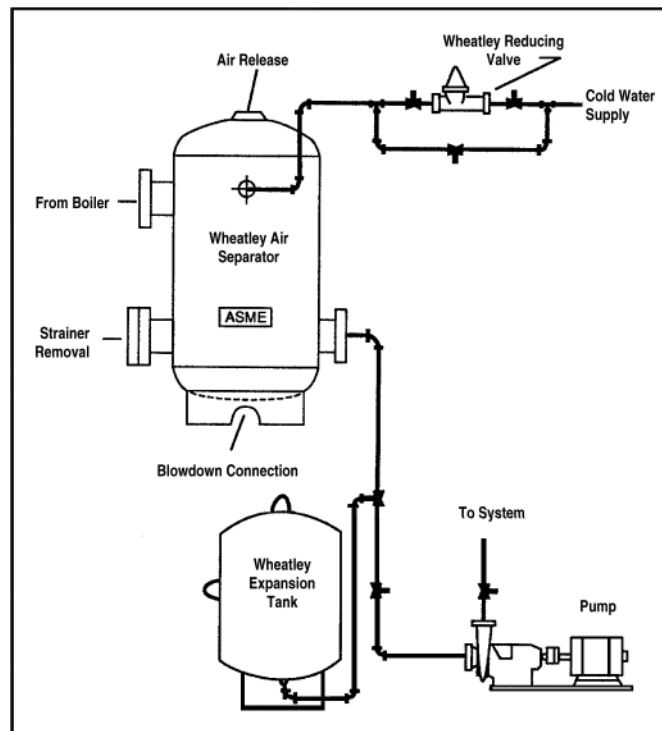 Wheatley Reducing
Valve
Air Release
Cold Water
Supply
From Boiler
Wheatley Air
Separator
ASME
Strainer
Removal
Blowdown Connection
To System
Wheatley
Expansion
Tank
Pump